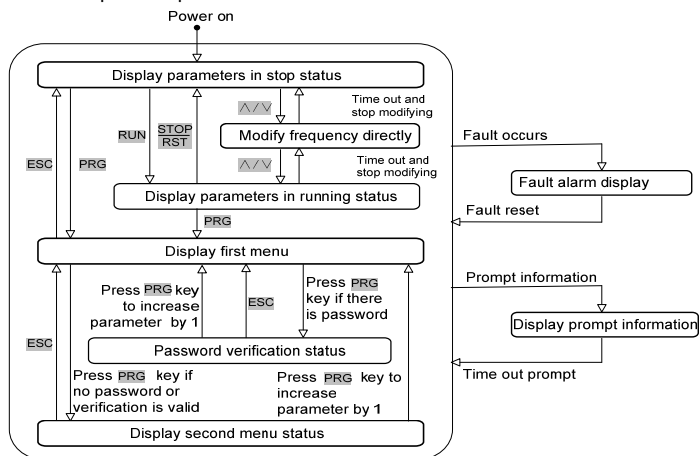 Power on
Display parameters in stop status
Time out and
stop modifying
∧/∨
RUN
STOP
RST
Modify frequency directly
Fault occurs
ESC
PRG
∧/∨
Time out and
stop modifying
Fault alarm display
Display parameters in running status
Fault reset
PRG
Display first menu
Press PRG key
to increase
parameter by 1
ESC
Press PRG
key if there
is password
Prompt information
Display prompt information
ESC
Password verification status
Press PRG key if
no password or
verification is valid
Press PRG key to
increase
parameter by 1
Time out prompt
Display second menu status